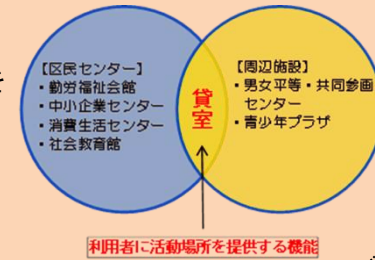 【区民センター】
・勤労福祉会館
・中小企業センター
・消費生活センター
・社会教育館
貸室
【周辺施設】
・男女平等・共同参画
センター
・青少年プラザ
利用者に活動場所を提供する機能